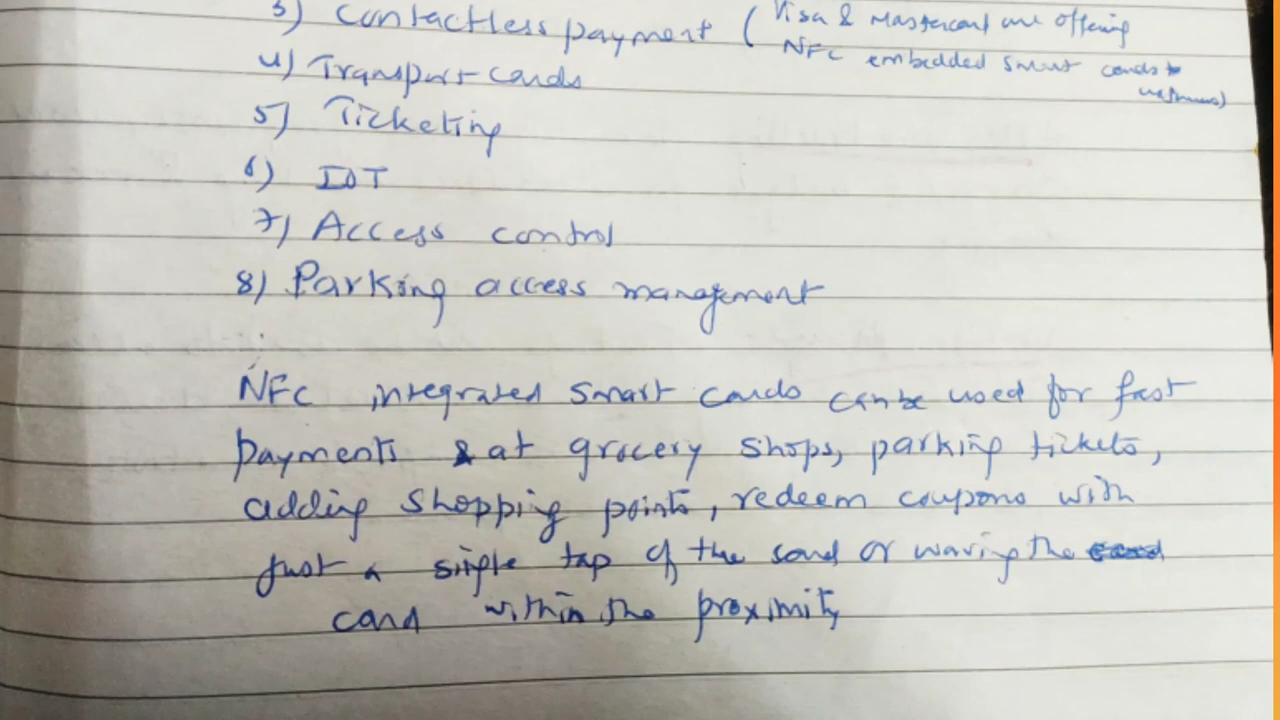 3) Contactless payment ( Visa & Mastercard are offering
NFC embedded smart cards to
customers)
4) Transport cards
5) Ticketing
6) IOT
7) Access control
8) Parking access management
NFC integrated smart cards can be used for fast
payments & at grocery shops, parking tickets,
adding shopping points, redeem coupons with
just a single tap of the card or waving the
card within the proximity